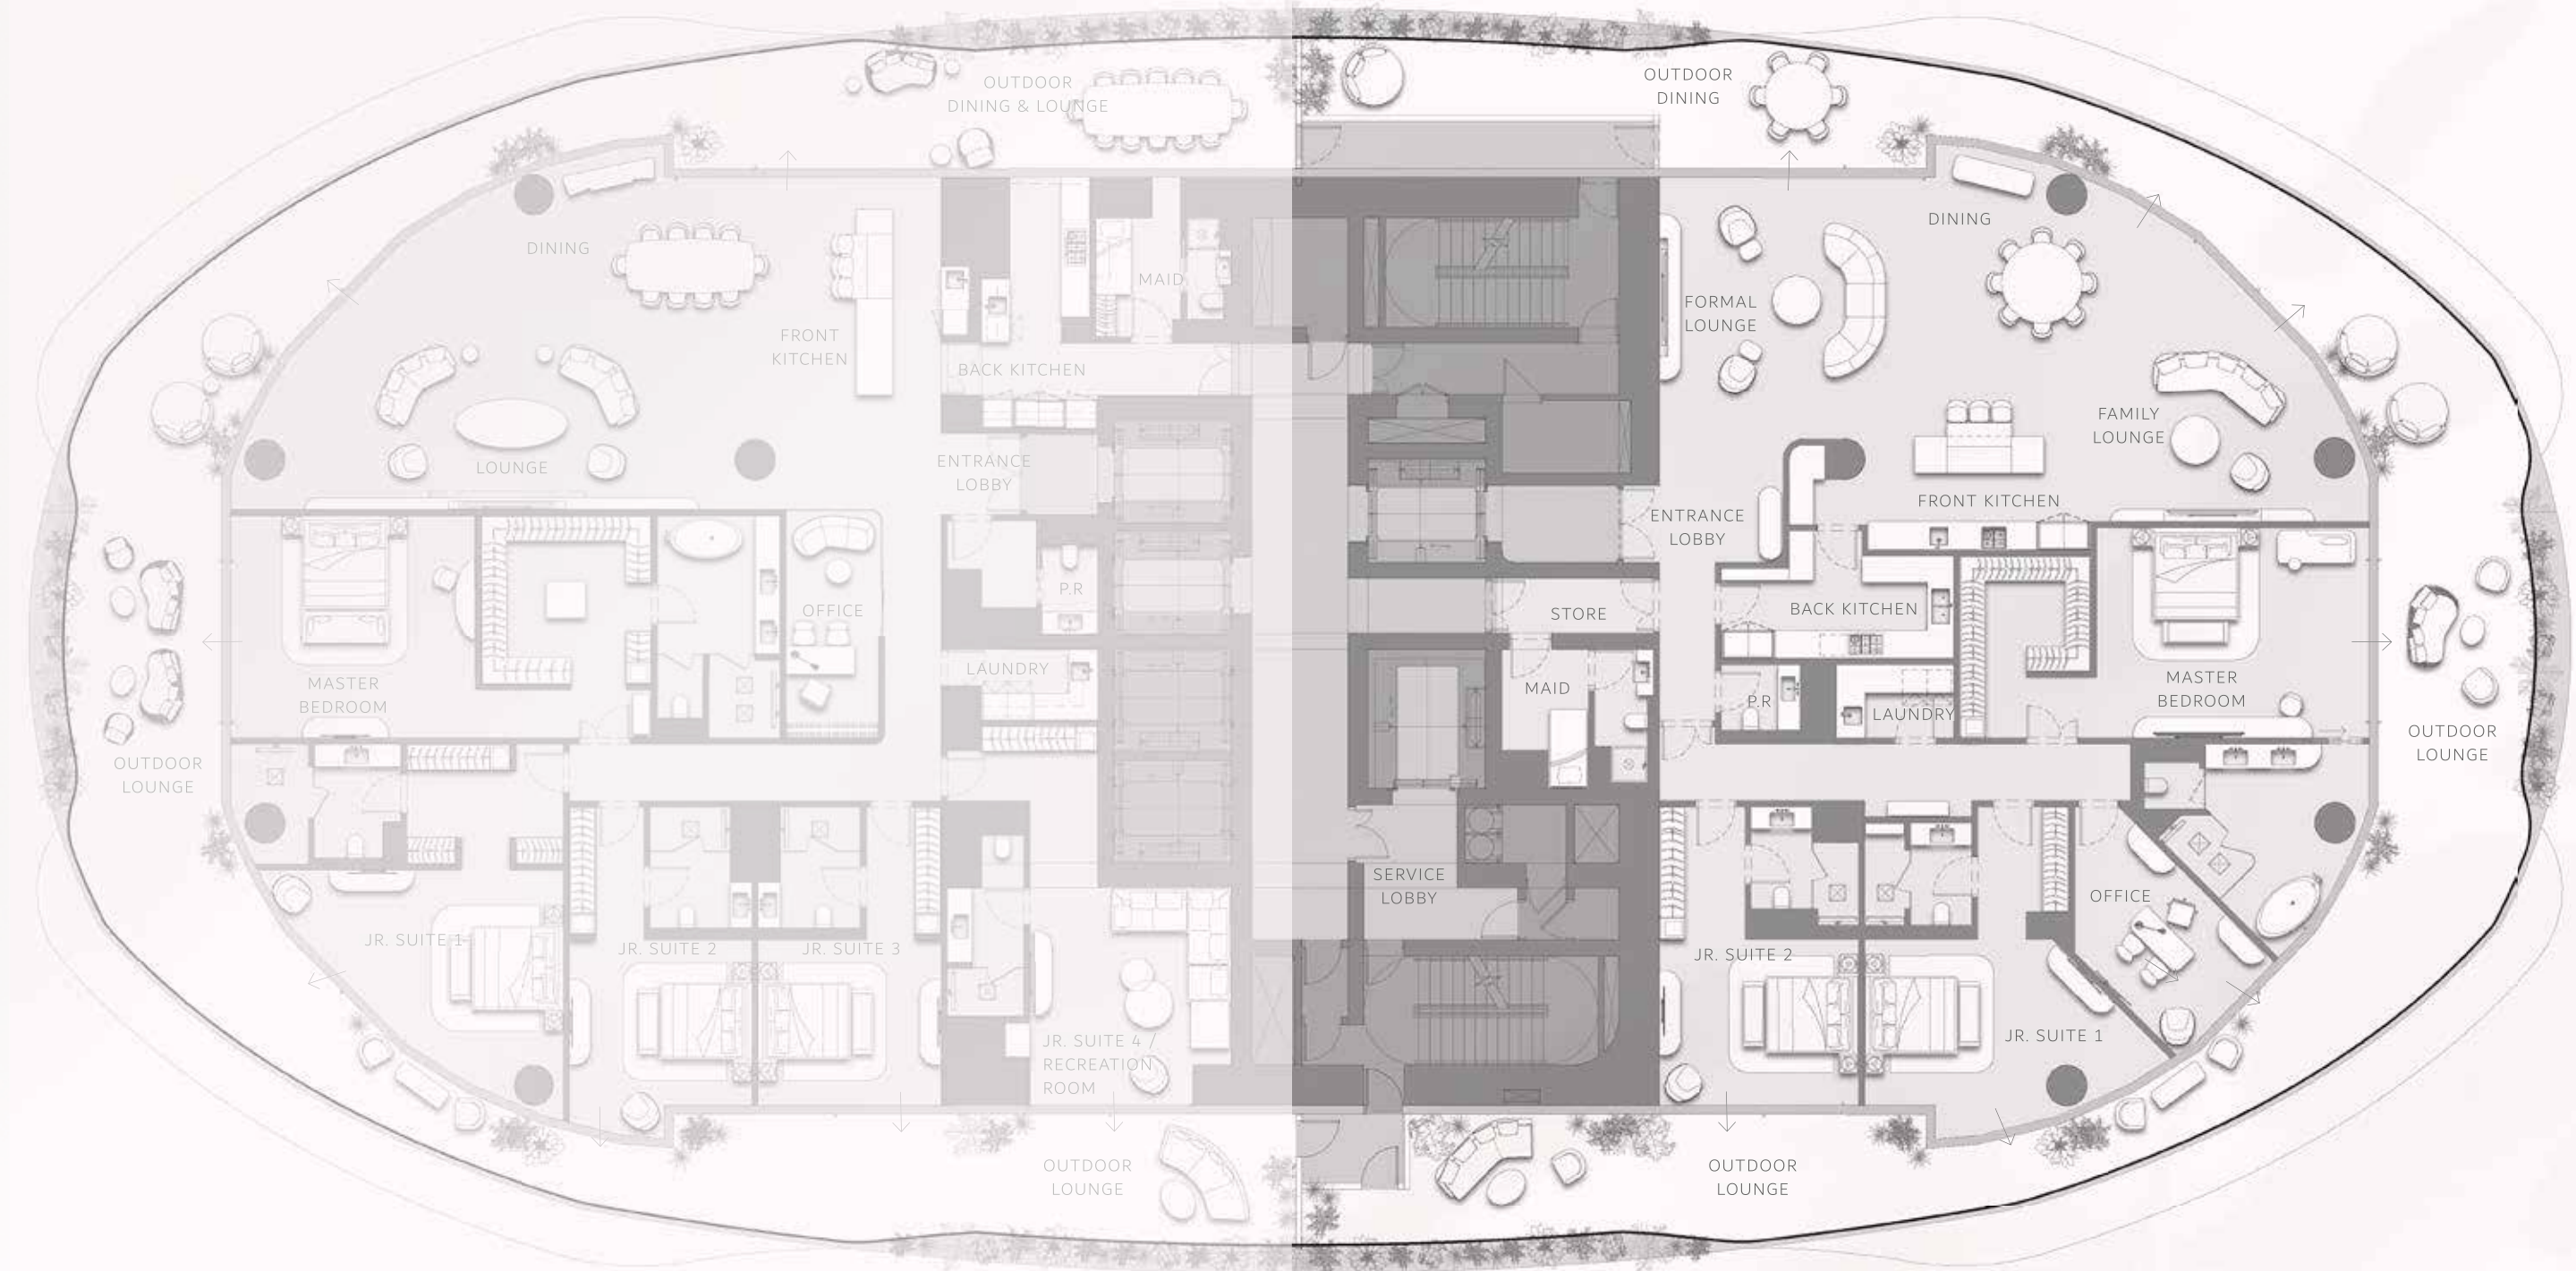 OUTDOOR
DINING & LOUNGE
DINING
FRONT
KITCHEN
MAID
BACK KITCHEN
LOUNGE
ENTRANCE
LOBBY
P.R
OFFICE
LAUNDRY
MASTER
BEDROOM
OUTDOOR
LOUNGE
JR. SUITE 1
JR. SUITE 2
JR. SUITE 3
JR. SUITE 4 /
RECREATION
ROOM
OUTDOOR
LOUNGE
OUTDOOR
DINING
DINING
FORMAL
LOUNGE
FAMILY
LOUNGE
FRONT KITCHEN
ENTRANCE
LOBBY
STORE
BACK KITCHEN
MAID
P.R
LAUNDRY
MASTER
BEDROOM
OUTDOOR
LOUNGE
SERVICE
LOBBY
OFFICE
JR. SUITE 2
JR. SUITE 1
OUTDOOR
LOUNGE